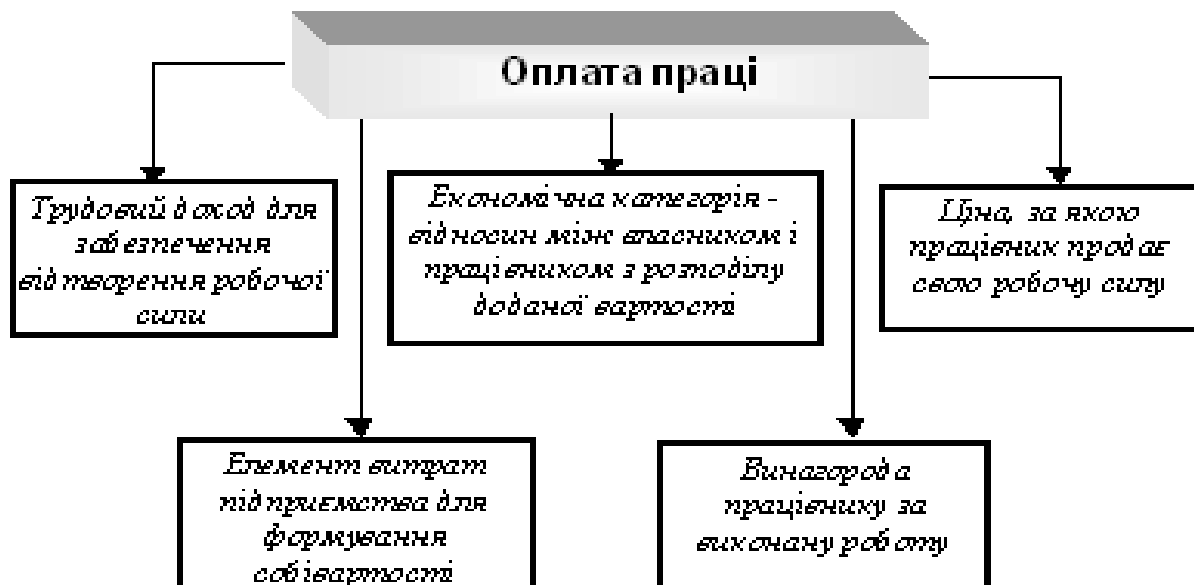 Оплата праці
Трудовий доход для
забезпечення
відтворення робочої
сили
Економічна категорія -
відносин між власником і
працівником з розподілу
доданої вартості
Ціна, за якою
працівник продає
свою робочу силу
Елемент витрат
підприємства для
формування
собівартості
Винагорода
працівнику за
виконану роботу